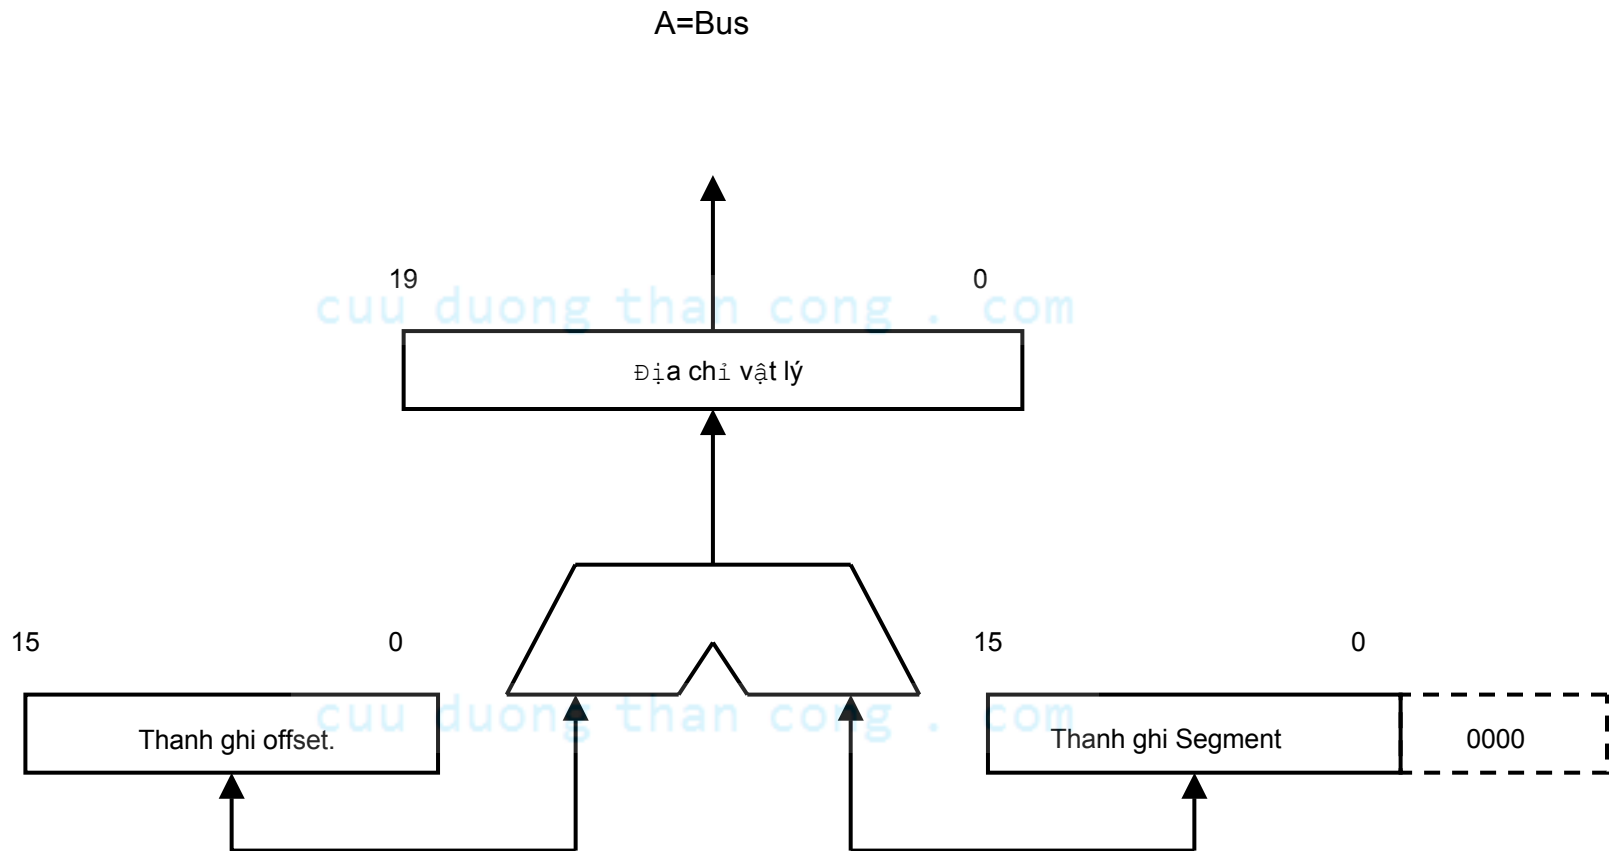 A=Bus
19 0
cuu duong than cong . com
Địa chỉ vật lý
15 0 15 0
cuu duong than cong . com
Thanh ghi offset. Thanh ghi Segment 0000